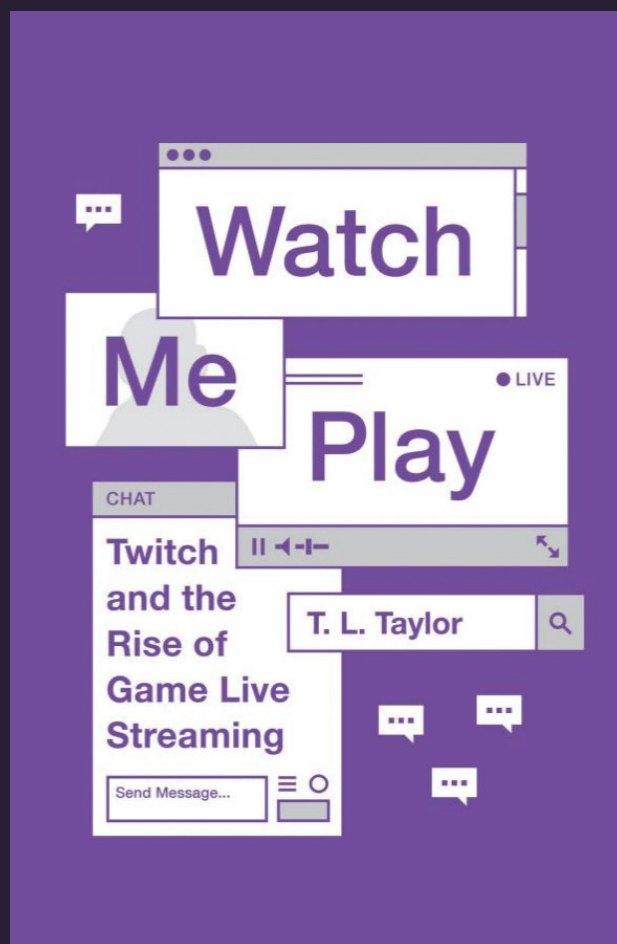 Watch
Me
LIVE
Play
CHAT
Twitch
and the
Rise of
Game Live
Streaming
T. L. Taylor
Send Message...